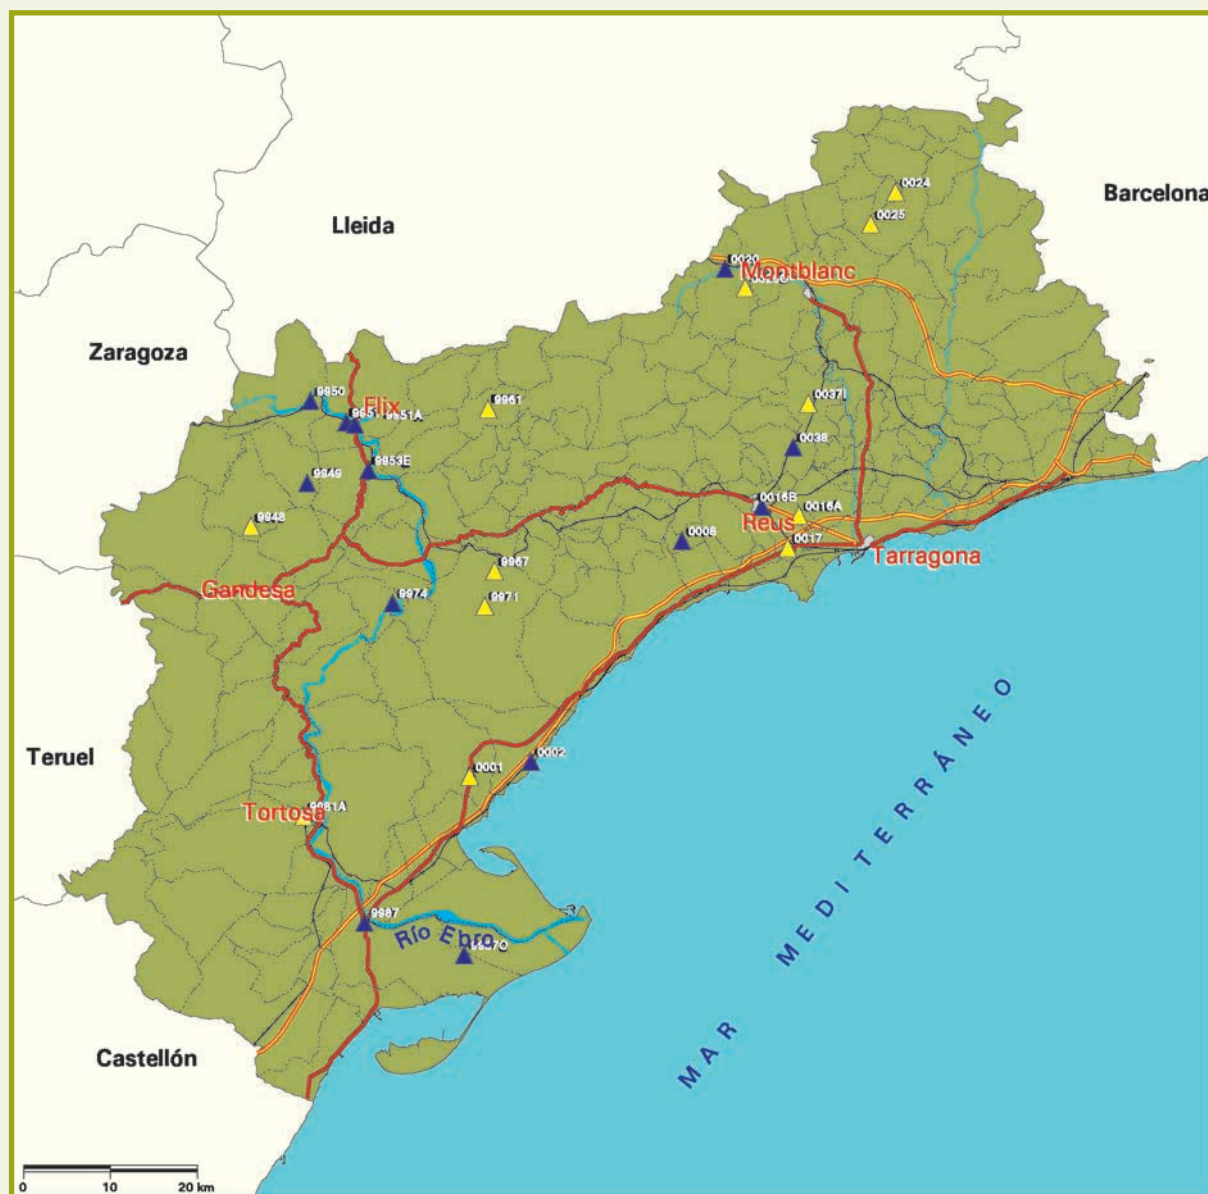 0024
Barcelona
0025
Lleida
0020
Montblanc
Zaragoza
9950
Flix
9951A
9961
0037I
0038
9953E
9949
9948
0016B
0016A
Reus
0008
0017
Tarragona
9967
Gandesa
9974
9971
MAR MEDITERRÁNEO
Teruel
0002
0001
9981A
Tortosa
9987
Río Ebro
Castellón
0 10 20 km